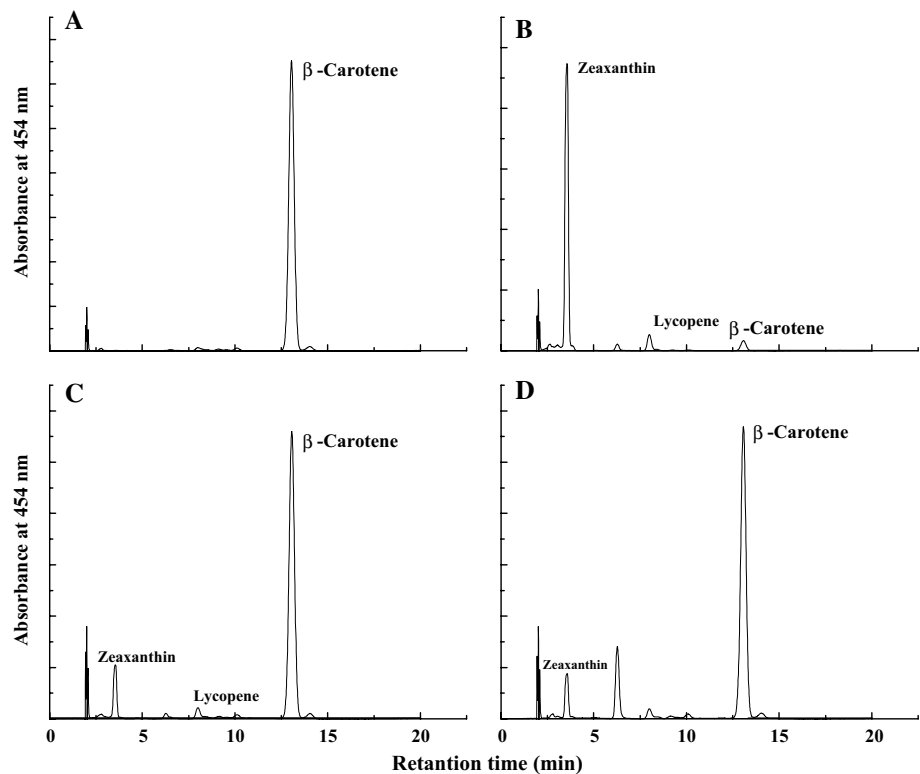 A
β -Carotene
Absorbance at 454 nm
B
Zeaxanthin
Lycopene
β -Carotene
C
β -Carotene
Zeaxanthin
Lycopene
Absorbance at 454 nm
0 5 10 15 20
D
β -Carotene
Zeaxanthin
0 5 10 15 20
Retantion time (min)